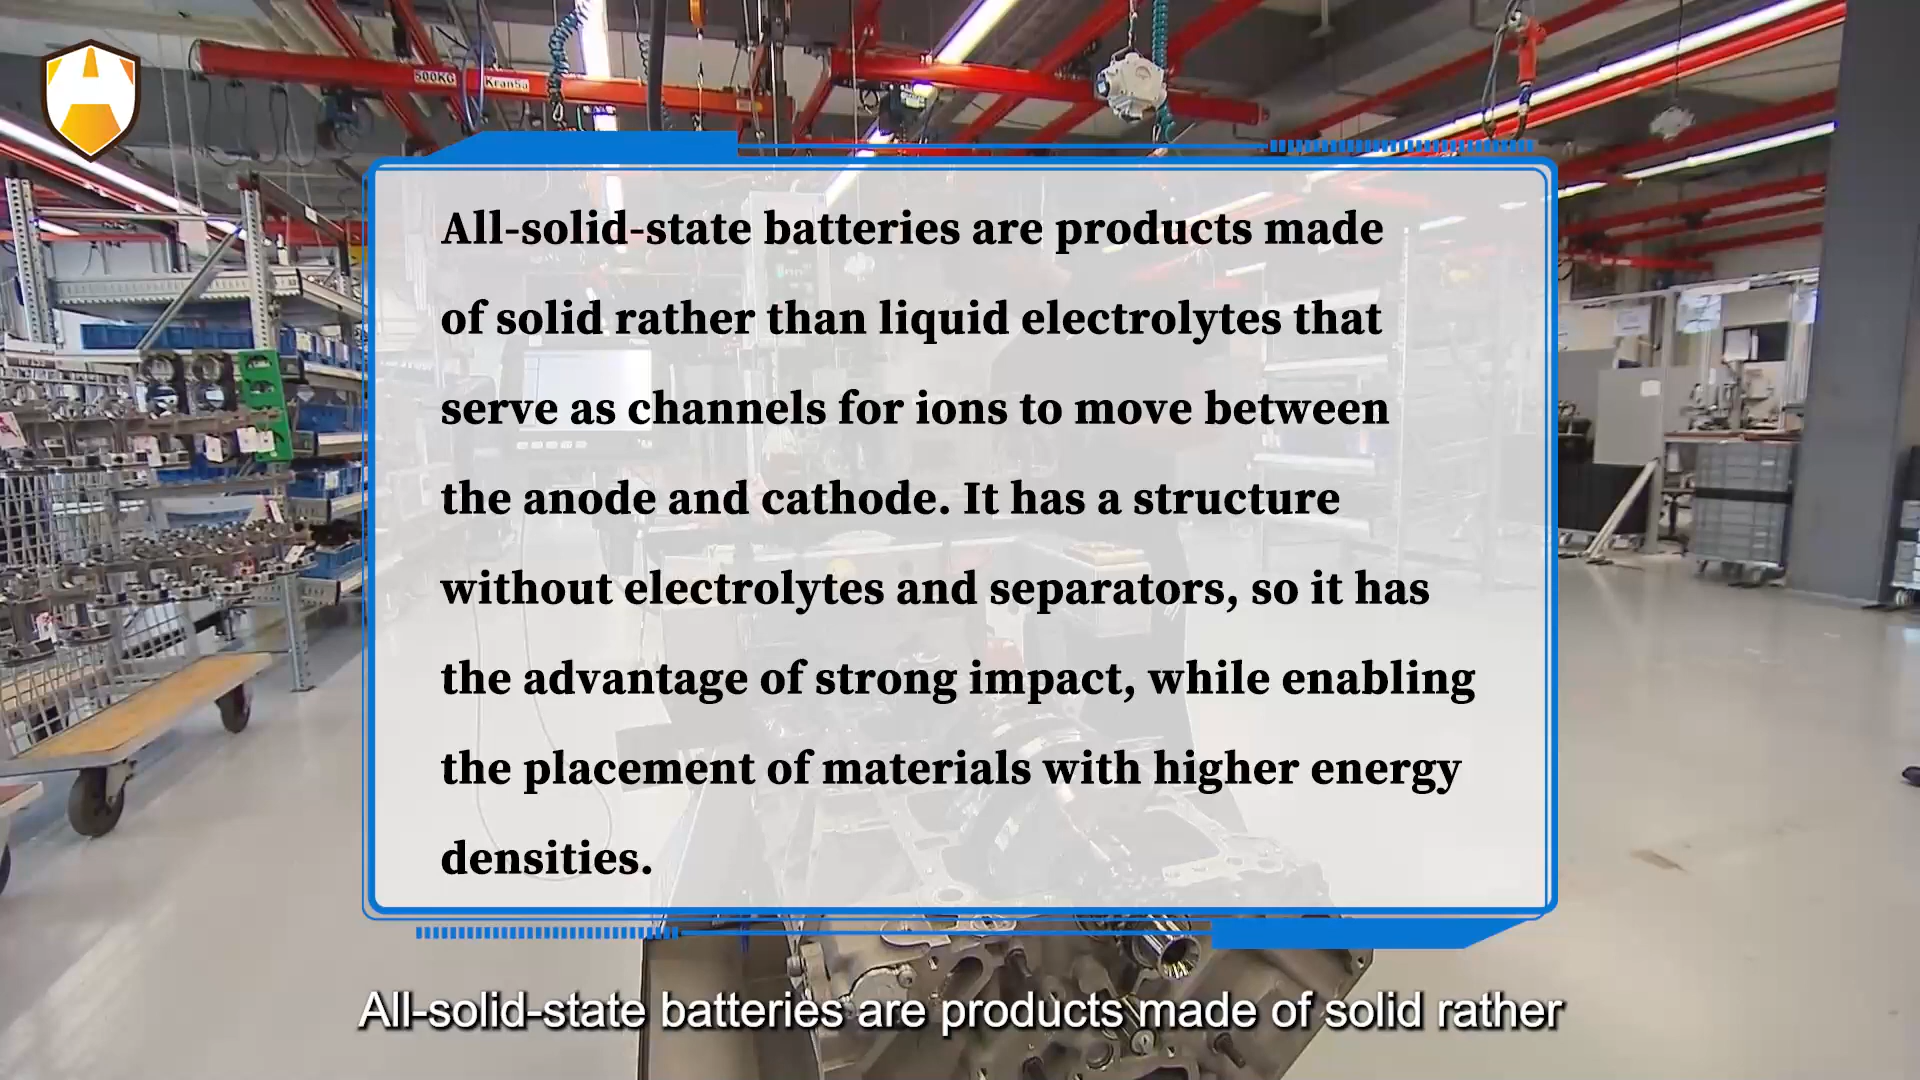 500KG
Kran5a
All-solid-state batteries are products made
of solid rather than liquid electrolytes that
serve as channels for ions to move between
the anode and cathode. It has a structure
without electrolytes and separators, so it has
the advantage of strong impact, while enabling
the placement of materials with higher energy
densities.
All-solid-state batteries are products made of solid rather